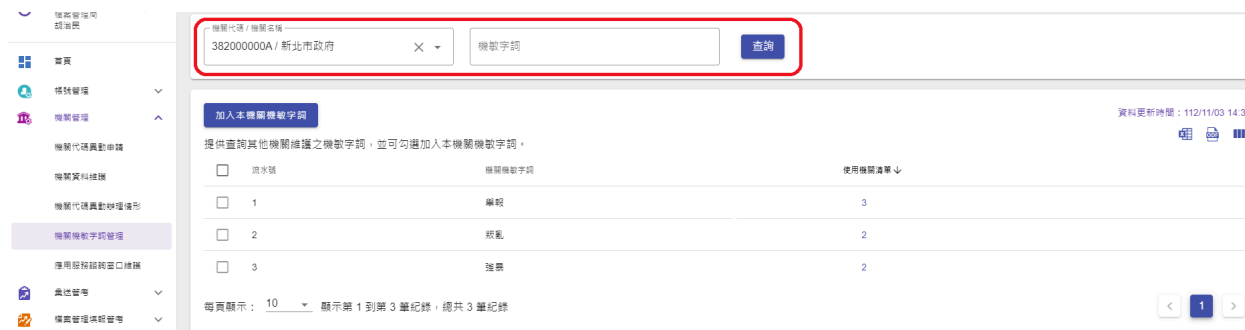 檔案管理局
胡治民
首頁
帳號管理
機關管理
機關代碼異動申請
機關資料維護
機關代碼異動辦理情形
機關機敏字詞管理
應用服務諮詢窗口維護
彙送管考
檔案管理填報管考
機關代碼 / 機關名稱
382000000A / 新北市政府
機敏字詞
查詢
加入本機關機敏字詞
資料更新時間：112/11/03 14:3
提供查詢其他機關維護之機敏字詞，並可勾選加入本機關機敏字詞。
流水號 機關機敏字詞 使用機關清單
1 舉報 3
2 叛亂 2
3 強暴 2
每頁顯示： 10 顯示第 1 到第 3 筆紀錄，總共 3 筆紀錄
1